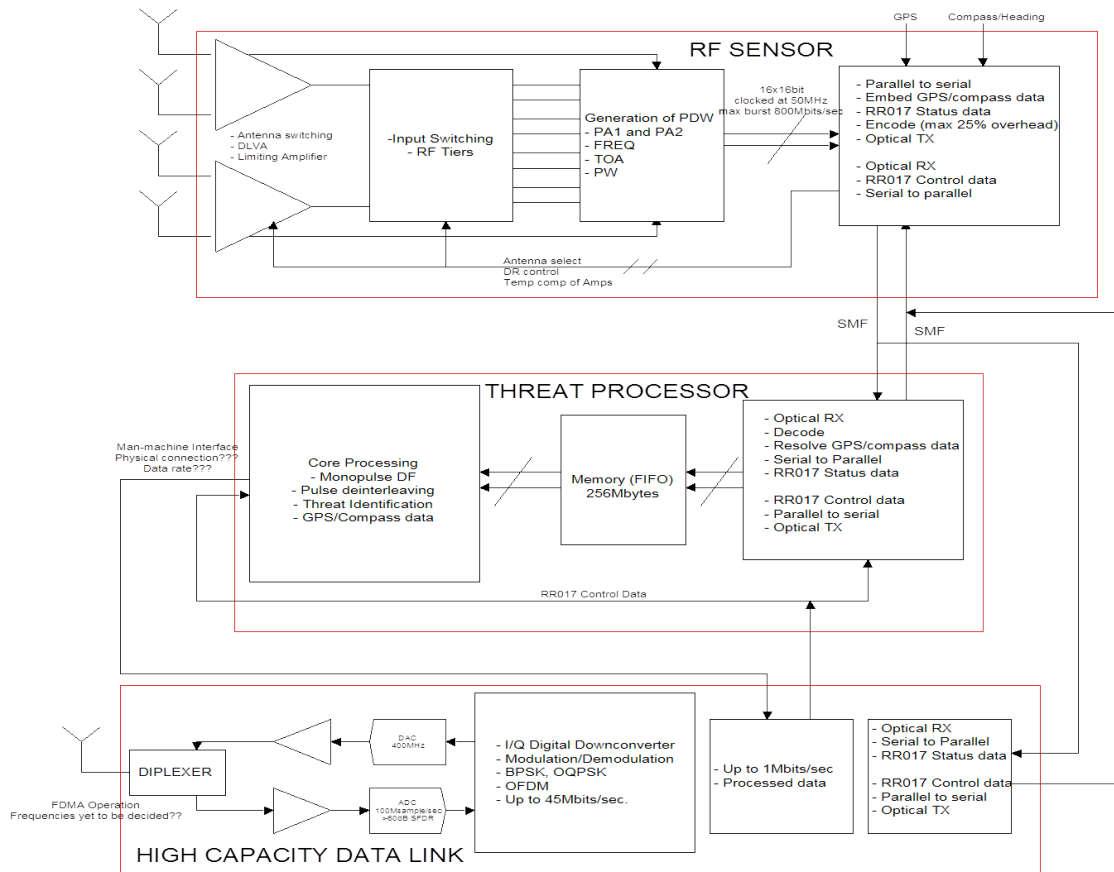 GPS
Compass/Heading
RF SENSOR
- Antenna switching
- DLVA
- Limiting Amplifier
-Input Switching
- RF Tiers
Generation of PDW
- PA1 and PA2
- FREQ
- TOA
- PW
16x16bit
clocked at 50MHz
max burst 800Mbits/sec
- Parallel to serial
- Embed GPS/compass data
- RR017 Status data
- Encode (max 25% overhead)
- Optical TX
- Optical RX
- RR017 Control data
- Serial to parallel
Antenna select
DR control
Temp comp of Amps
SMF
SMF
THREAT PROCESSOR
Man-machine Interface
Physical connection???
Data rate???
Core Processing
- Monopulse DF
- Pulse deinterleaving
- Threat Identification
- GPS/Compass data
Memory (FIFO)
256Mbytes
- Optical RX
- Decode
- Resolve GPS/compass data
- Serial to Parallel
- RR017 Status data
- RR017 Control data
- Parallel to serial
- Optical TX
RR017 Control Data
DIPLEXER
FDMA Operation
Frequencies yet to be decided??
DAC
400MHz
ADC
100Msample/sec
>60dB SFDR
- I/Q Digital Downconverter
- Modulation/Demodulation
- BPSK, OQPSK
- OFDM
- Up to 45Mbits/sec.
- Up to 1Mbits/sec
- Processed data
- Optical RX
- Serial to Parallel
- RR017 Status data
- RR017 Control data
- Parallel to serial
- Optical TX
HIGH CAPACITY DATA LINK